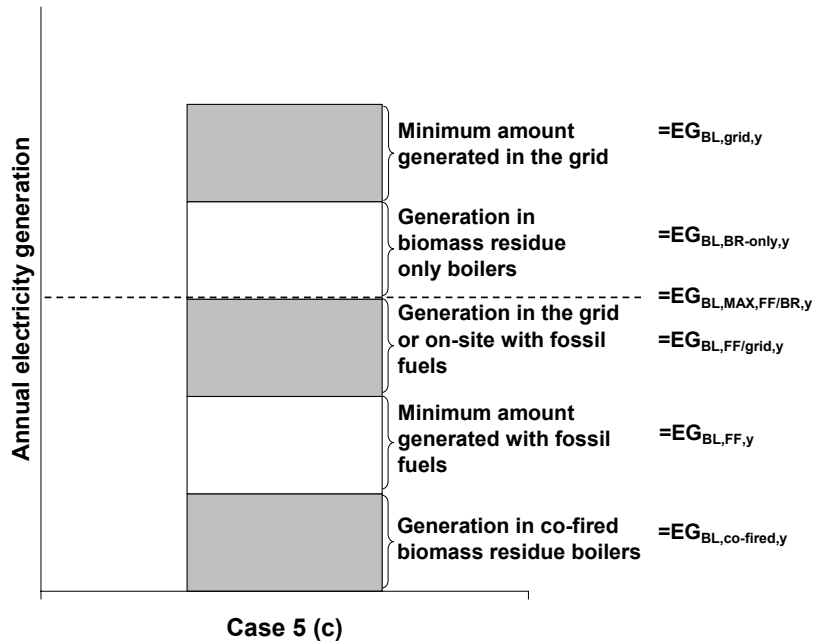 Annual electricity generation
Minimum amount
generated in the grid
=EG_BL,grid,y
Generation in
biomass residue
only boilers
=EG_BL,BR-only,y
=EG_BL,MAX,FF/BR,y
Generation in the grid
or on-site with fossil
fuels
=EG_BL,FF/grid,y
Minimum amount
generated with fossil
fuels
=EG_BL,FF,y
Generation in co-fired
biomass residue boilers
=EG_BL,co-fired,y
Case 5 (c)